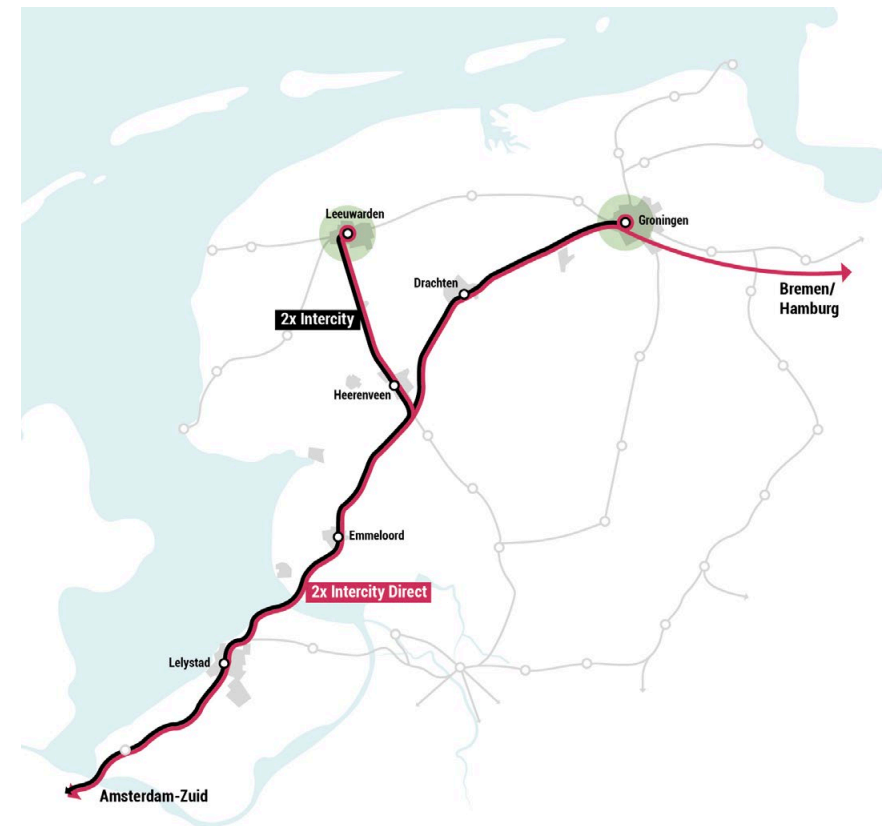 Leeuwarden
Groningen
Drachten
Bremen/
Hamburg
2x Intercity
Heerenveen
Emmeloord
2x Intercity Direct
Lelystad
Amsterdam-Zuid